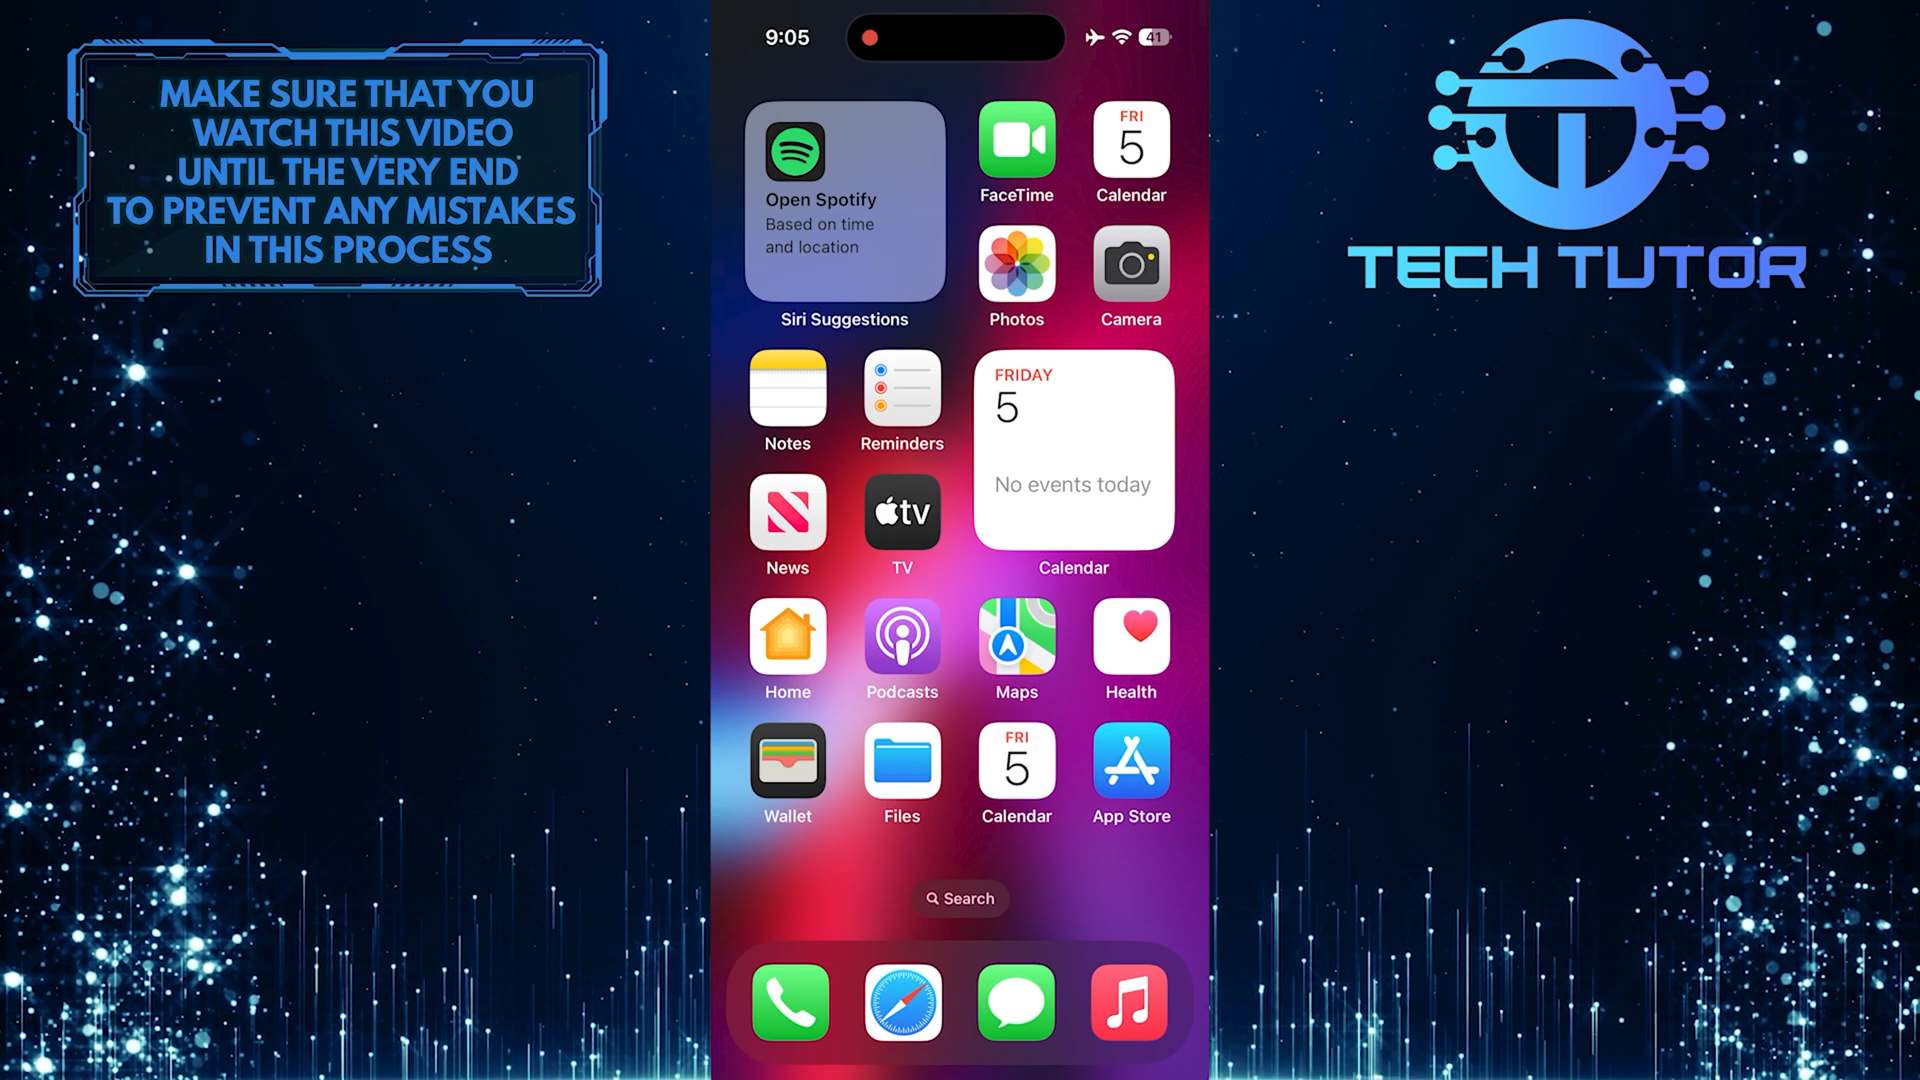 MAKE SURE THAT YOU
WATCH THIS VIDEO
UNTIL THE VERY END
TO PREVENT ANY MISTAKES
IN THIS PROCESS
9:05
41
Open Spotify
Based on time
and location
Siri Suggestions
FaceTime
FRI
5
Calendar
Photos
Camera
Notes
Reminders
FRIDAY
5
No events today
Calendar
News
tv
TV
Home
Podcasts
Maps
Health
Wallet
Files
FRI
5
Calendar
App Store
Search
T
TECH TUTOR